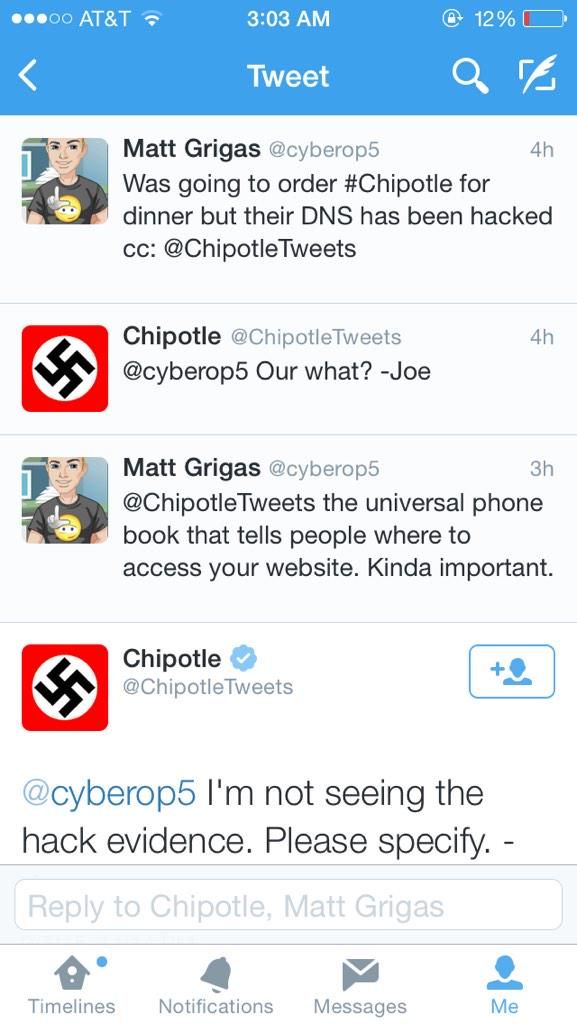 AT&T 3:03 AM 12%
Tweet
Matt Grigas @cyberop5 4h
Was going to order #Chipotle for
dinner but their DNS has been hacked
cc: @ChipotleTweets
Chipotle @ChipotleTweets 4h
@cyberop5 Our what? -Joe
Matt Grigas @cyberop5 3h
@ChipotleTweets the universal phone
book that tells people where to
access your website. Kinda important.
Chipotle
@ChipotleTweets
@cyberop5 I'm not seeing the
hack evidence. Please specify. -
Reply to Chipotle, Matt Grigas
Timelines Notifications Messages Me